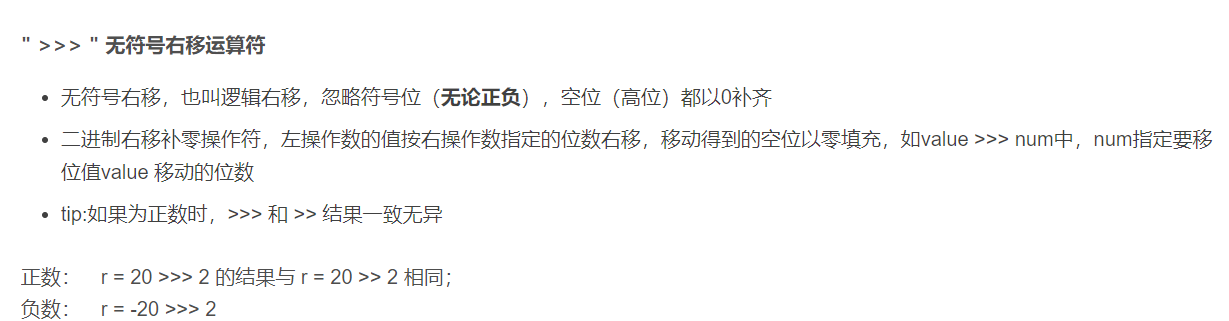 " >>> " 无符号右移运算符
• 无符号右移，也叫逻辑右移，忽略符号位（无论正负），空位（高位）都以0补齐
• 二进制右移补零操作符，左操作数的值按右操作数指定的位数右移，移动得到的空位以零填充，如value >>> num中，num指定要移
位值value 移动的位数
• tip:如果为正数时，>>> 和 >> 结果一致无异
正数： r = 20 >>> 2 的结果与 r = 20 >> 2 相同；
负数： r = -20 >>> 2